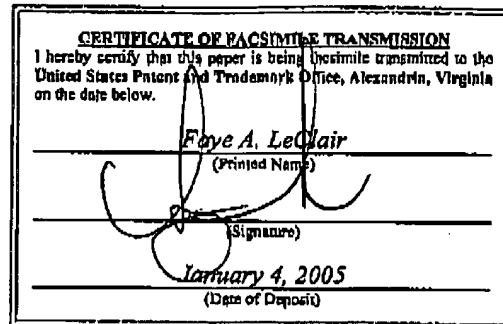 CERTIFICATE OF FACSIMILE TRANSMISSION
I hereby certify that this paper is being facsimile transmitted to the
United States Patent and Trademark Office, Alexandria, Virginia
on the date below.
Faye A. LeClair
(Printed Name)
(Signature)
January 4, 2005
(Date of Deposit)